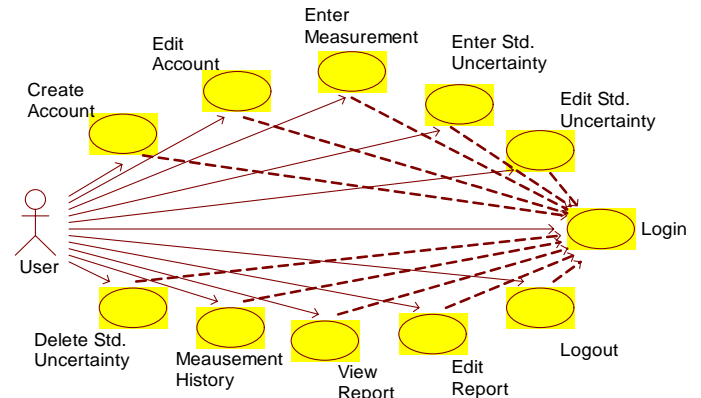 Enter
Measurement
Edit
Account
Enter Std.
Uncertainty
Create
Account
Edit Std.
Uncertainty
Login
User
Delete Std.
Uncertainty
Meausement
History
View
Report
Edit
Report
Logout